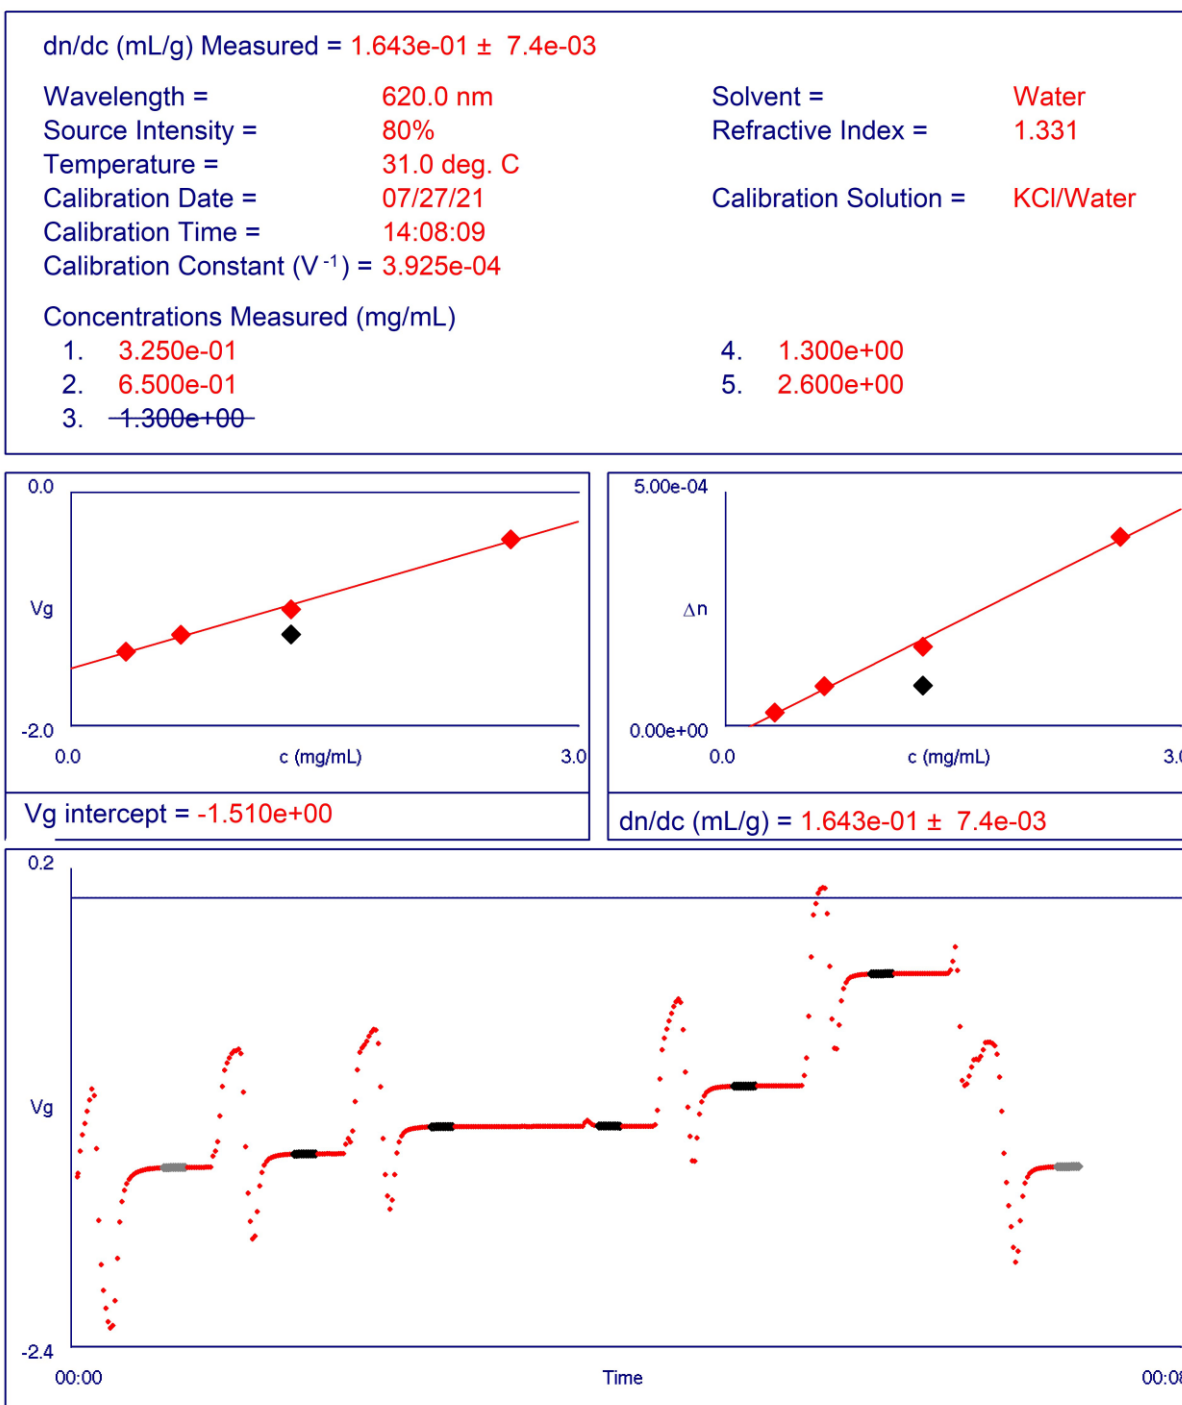 dn/dc (mL/g) Measured = 1.643e-01 ± 7.4e-03
Wavelength = 620.0 nm Solvent = Water
Source Intensity = 80% Refractive Index = 1.331
Temperature = 31.0 deg. C
Calibration Date = 07/27/21 Calibration Solution = KCl/Water
Calibration Time = 14:08:09
Calibration Constant (V⁻¹) = 3.925e-04
Concentrations Measured (mg/mL)
1. 3.250e-01 4. 1.300e+00
2. 6.500e-01 5. 2.600e+00
3. 1.300e+00
0.0
Vg
-2.0
0.0 c (mg/mL) 3.0
Vg intercept = -1.510e+00
5.00e-04
Δn
0.00e+00
0.0 c (mg/mL) 3.0
dn/dc (mL/g) = 1.643e-01 ± 7.4e-03
0.2
Vg
-2.4
00:00 Time 00:08